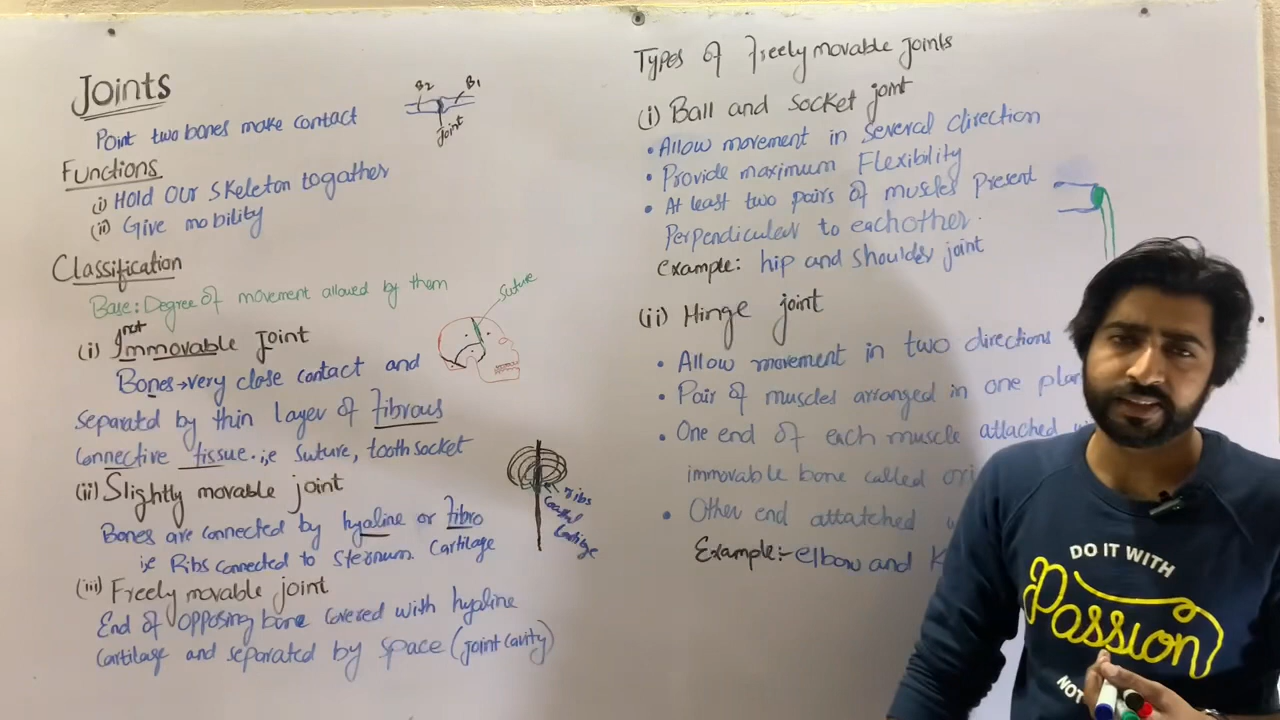 Joints
Point two bones make contact
B2
B1
Joint
Functions
(i) Hold Our Skeleton togather
(ii) Give mobility
Classification
Base: Degree of movement allowed by them
not
(i) Immovable Joint
Bones → very close contact and
separated by thin layer of Fibrous
connective tissue. i,e Suture, tooth socket
Suture
(ii) Slightly movable joint
Bones are connected by hyaline or Fibro
i,e Ribs connected to Sternum. Cartilage
Ribs
Costal
Cartilage
(iii) Freely movable joint
End of opposing bone covered with hyaline
cartilage and separated by space (joint cavity)
Types of Freely movable joints
(i) Ball and socket joint
• Allow movement in several direction
• Provide maximum Flexibility
• At least two pairs of muscles present
Perpendicular to eachother.
example: hip and shoulder joint
(ii) Hinge joint
• Allow movement in two directions
• Pair of muscles arranged in one
• One end of each muscle attached
immovable bone called
• Other end attatched
Example:- elbow and
DO IT WITH
Passion
NOT